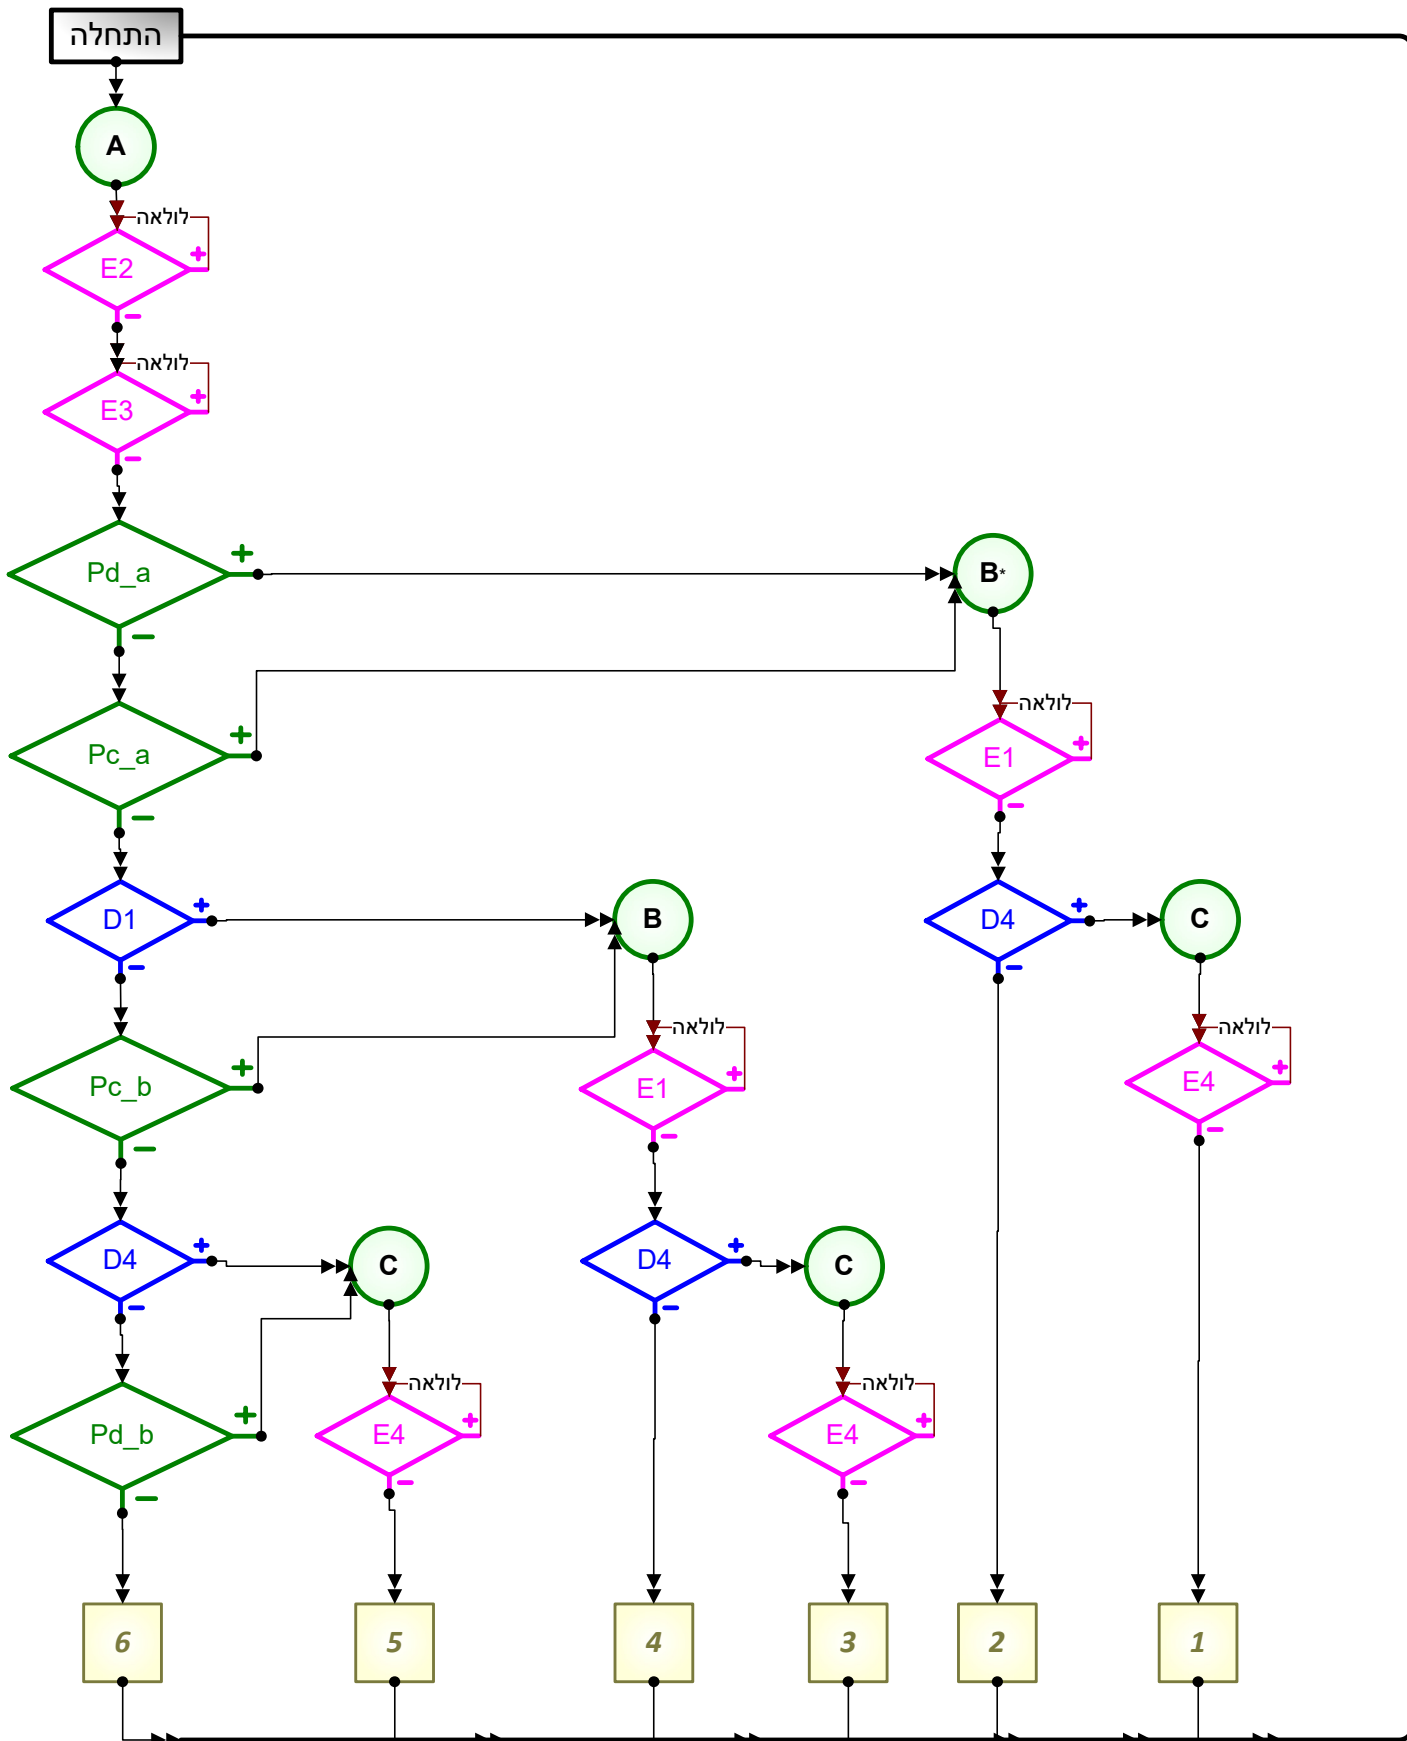 התחלה
A
לולאה
+
E2
−
לולאה
+
E3
−
+
Pd_a
−
B*
+
Pc_a
−
לולאה
+
E1
−
+
D1
−
B
+
D4
−
C
+
Pc_b
−
לולאה
+
E1
−
לולאה
+
E4
−
+
D4
−
C
+
D4
−
C
+
Pd_b
−
לולאה
+
E4
−
לולאה
+
E4
−
6
5
4
3
2
1